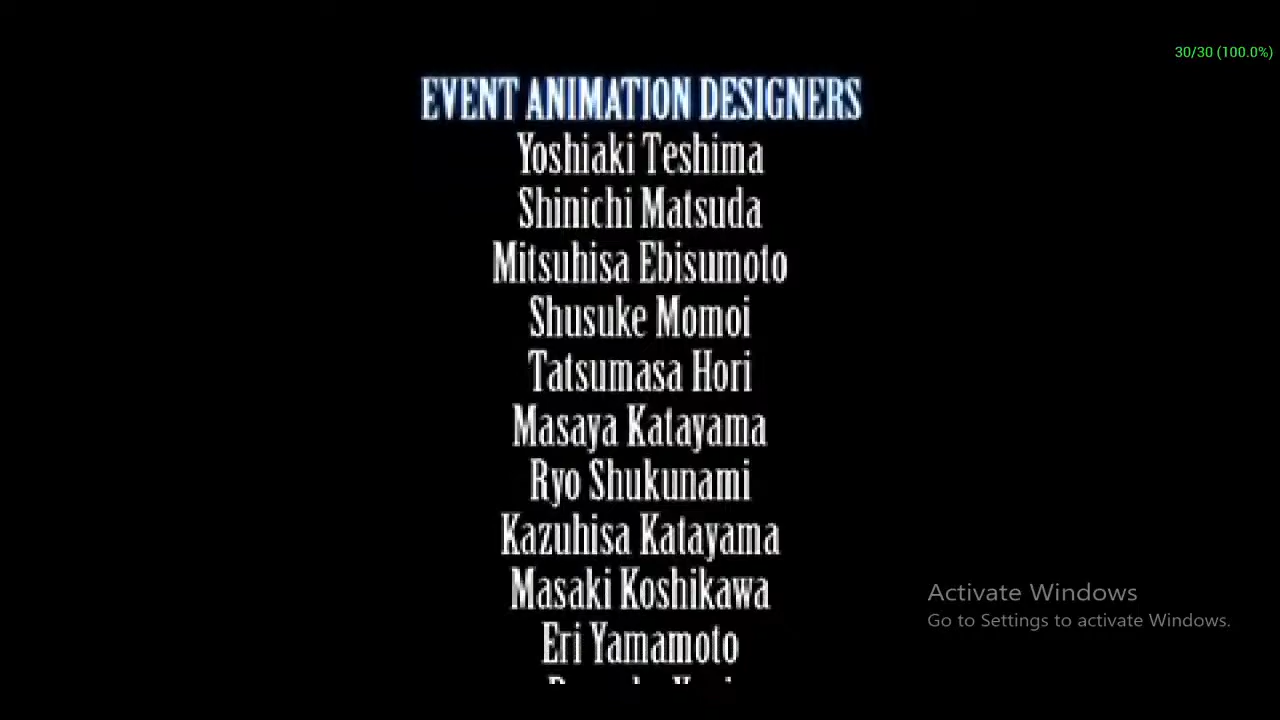 30/30 (100.0%)
EVENT ANIMATION DESIGNERS
Yoshiaki Teshima
Shinichi Matsuda
Mitsuhisa Ebisumoto
Shusuke Momoi
Tatsumasa Hori
Masaya Katayama
Ryo Shukunami
Kazuhisa Katayama
Masaki Koshikawa
Eri Yamamoto
Activate Windows
Go to Settings to activate Windows.